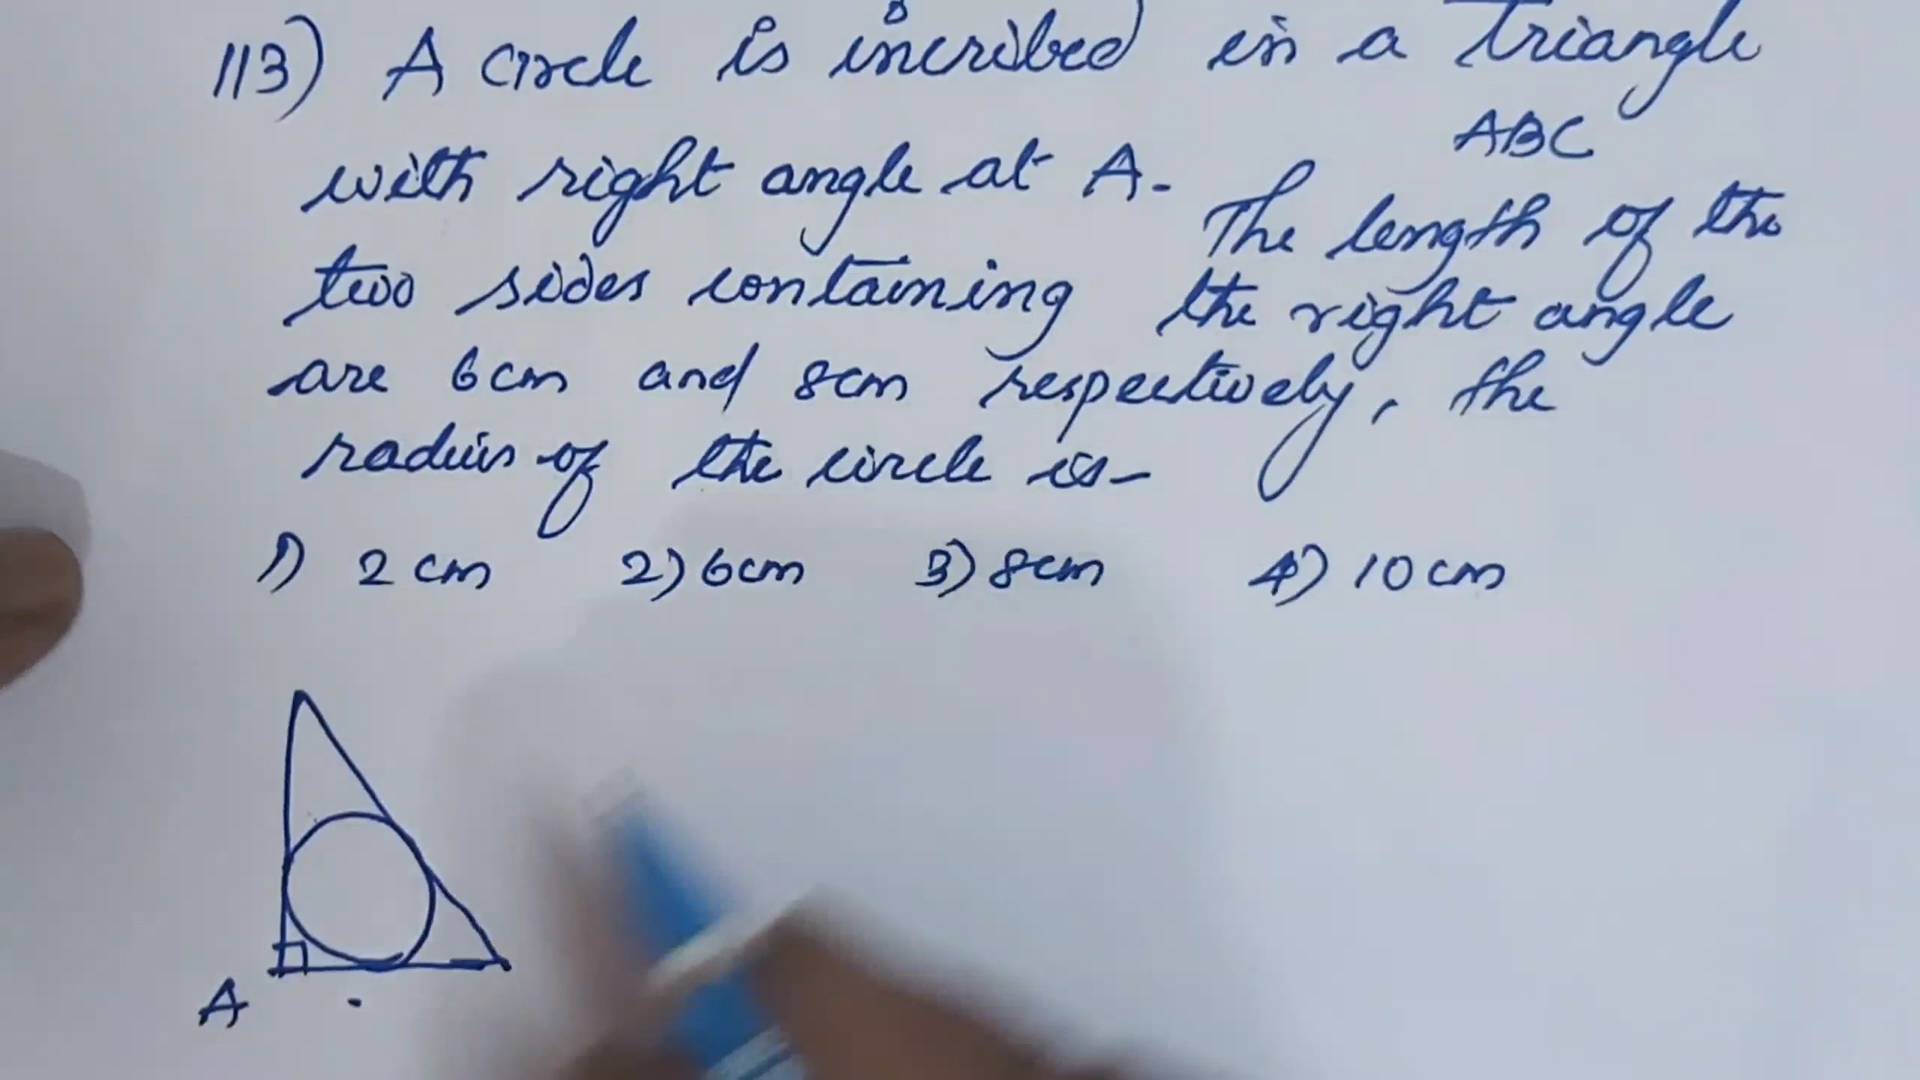 113) A circle is incribed in a Triangle
ABC
with right angle at A. The length of the
two sides containing the right angle
are 6cm and 8cm respectively, the
radius of the circle is-
1) 2 cm 2) 6cm 3) 8cm 4) 10 cm
A